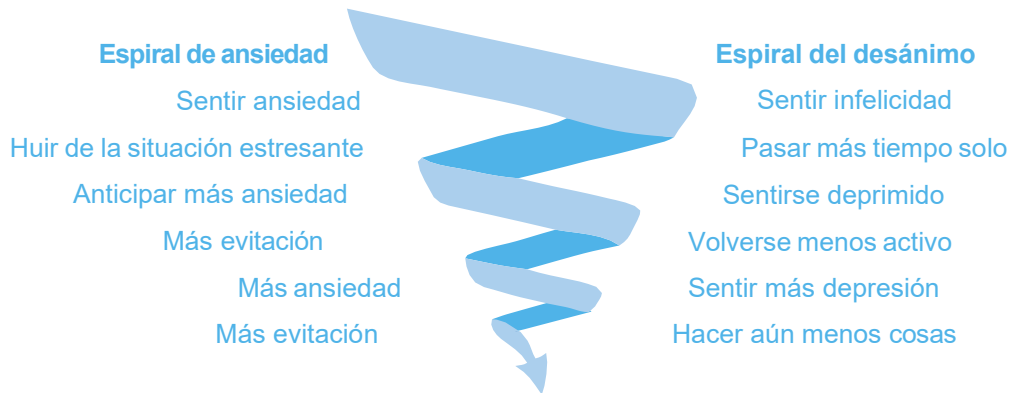 Espiral de ansiedad
Sentir ansiedad
Huir de la situación estresante
Anticipar más ansiedad
Más evitación
Más ansiedad
Más evitación
Espiral del desánimo
Sentir infelicidad
Pasar más tiempo solo
Sentirse deprimido
Volverse menos activo
Sentir más depresión
Hacer aún menos cosas